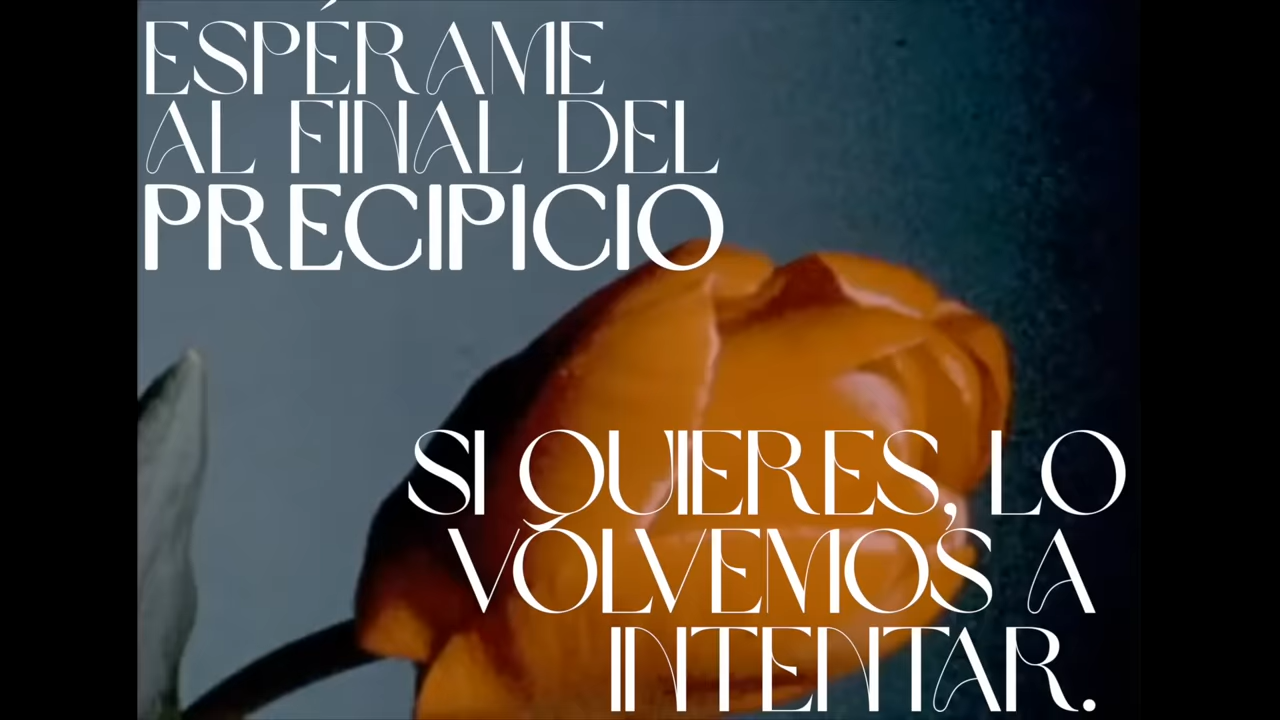 ESPÉRAME
AL FINAL DEL
PRECIPICIO
SI QUIERES, LO
VOLVEMOS A
INTENTAR.